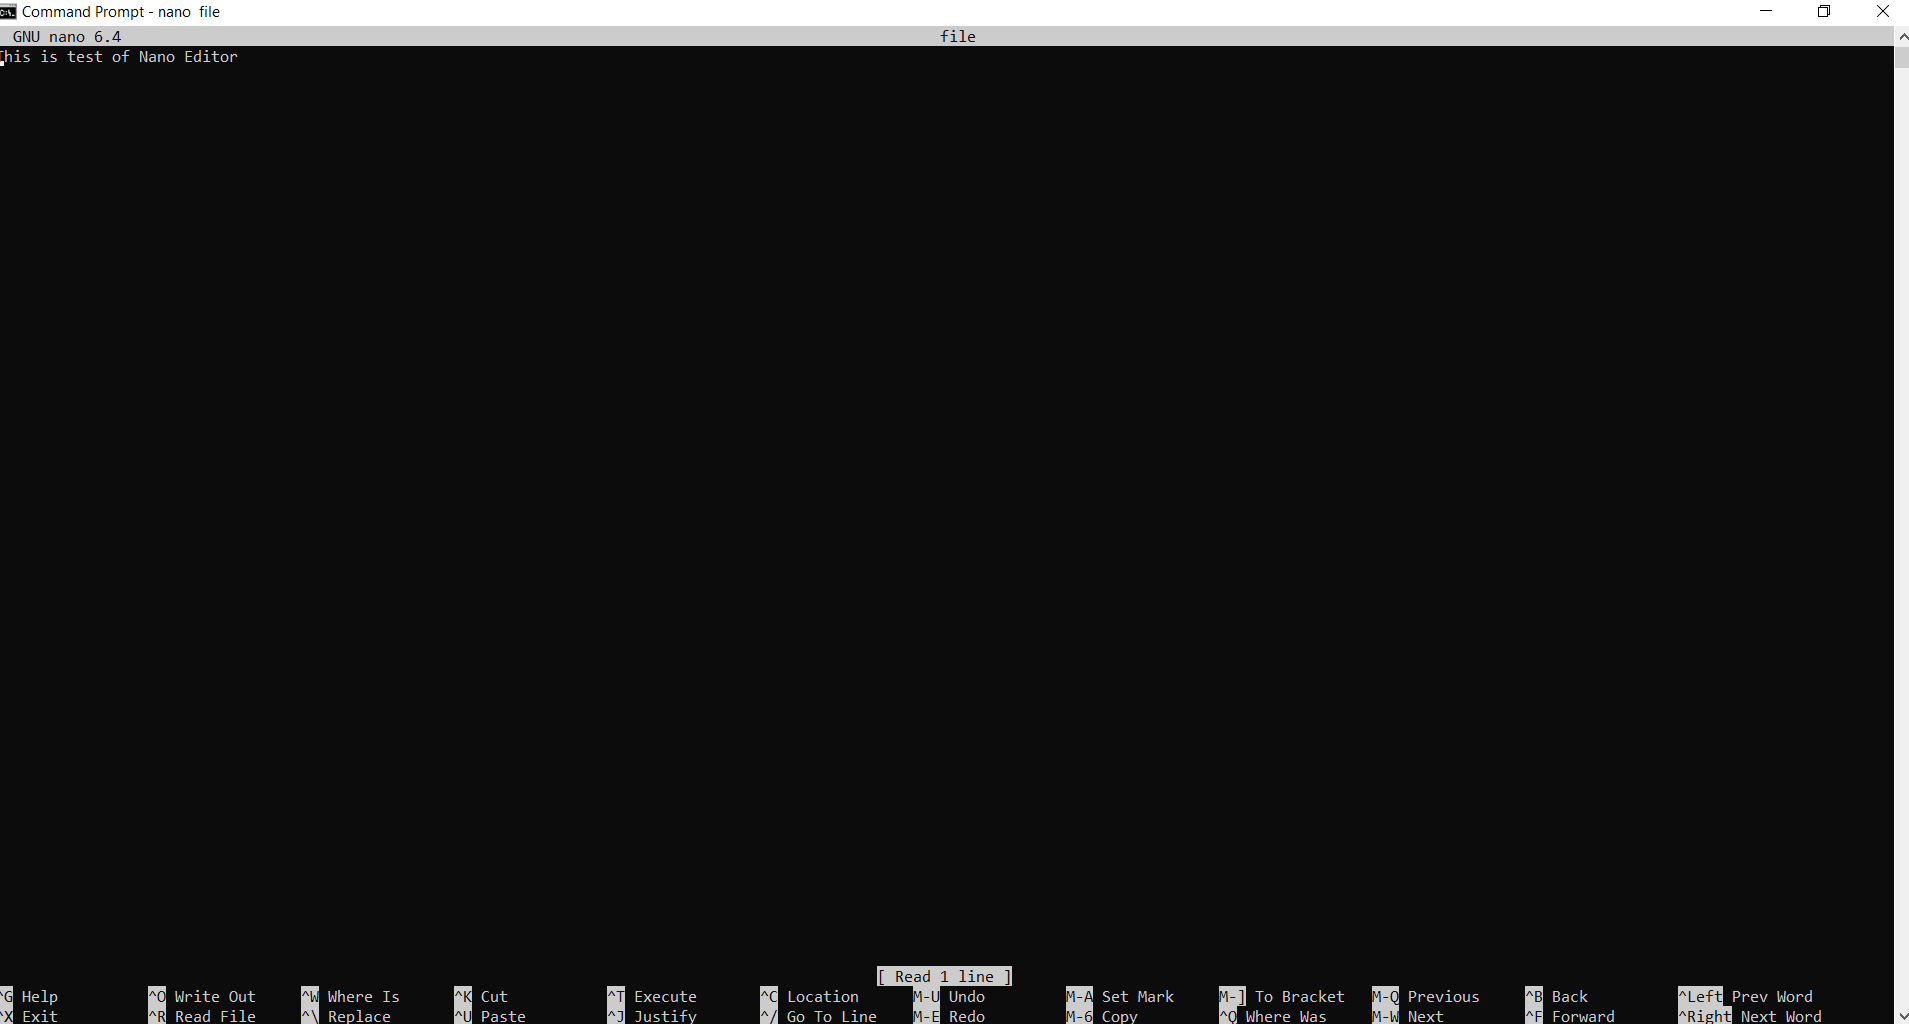 Command Prompt - nano  file
GNU nano 6.4 file
This is test of Nano Editor
[ Read 1 line ]
^G Help ^O Write Out ^W Where Is ^K Cut ^T Execute ^C Location M-U Undo M-A Set Mark M-] To Bracket M-Q Previous ^B Back ^Left Prev Word
^X Exit ^R Read File ^\ Replace ^U Paste ^J Justify ^/ Go To Line M-E Redo M-6 Copy ^Q Where Was M-W Next ^F Forward ^Right Next Word